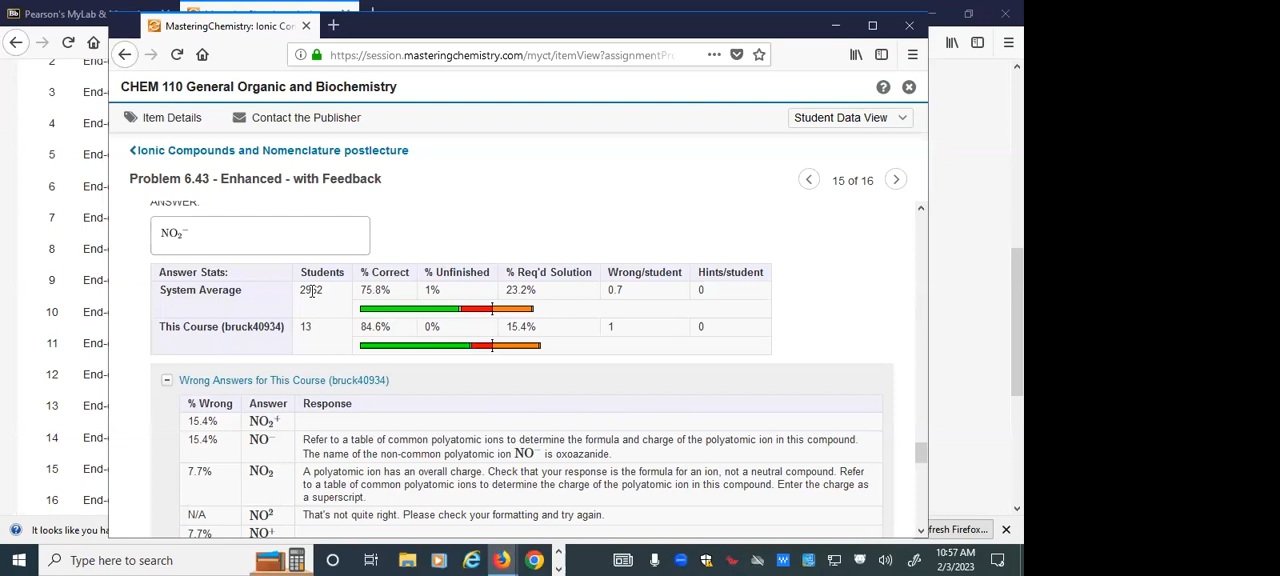 Pearson's MyLab &
MasteringChemistry: Ionic Co
https://session.masteringchemistry.com/myct/itemView?assignmentPr
CHEM 110 General Organic and Biochemistry
Item Details
Contact the Publisher
Student Data View
Ionic Compounds and Nomenclature postlecture
Problem 6.43 - Enhanced - with Feedback
15 of 16
ANSWER:
NO₂⁻
Answer Stats: Students % Correct % Unfinished % Req'd Solution Wrong/student Hints/student
System Average 2962 75.8% 1% 23.2% 0.7 0
This Course (bruck40934) 13 84.6% 0% 15.4% 1 0
Wrong Answers for This Course (bruck40934)
% Wrong Answer Response
15.4% NO₂⁺
15.4% NO⁻ Refer to a table of common polyatomic ions to determine the formula and charge of the polyatomic ion in this compound.
The name of the non-common polyatomic ion NO⁻ is oxoazanide.
7.7% NO₂ A polyatomic ion has an overall charge. Check that your response is the formula for an ion, not a neutral compound. Refer
to a table of common polyatomic ions to determine the charge of the polyatomic ion in this compound. Enter the charge as
a superscript.
N/A NO² That's not quite right. Please check your formatting and try again.
7.7% NO⁺
2 End-
3 End-
4 End-
5 End-
6 End-
7 End-
8 End-
9 End-
10 End-
11 End-
12 End-
13 End-
14 End-
15 End-
16 End-
It looks like you ha
efresh Firefox...
Type here to search
10:57 AM
2/3/2023